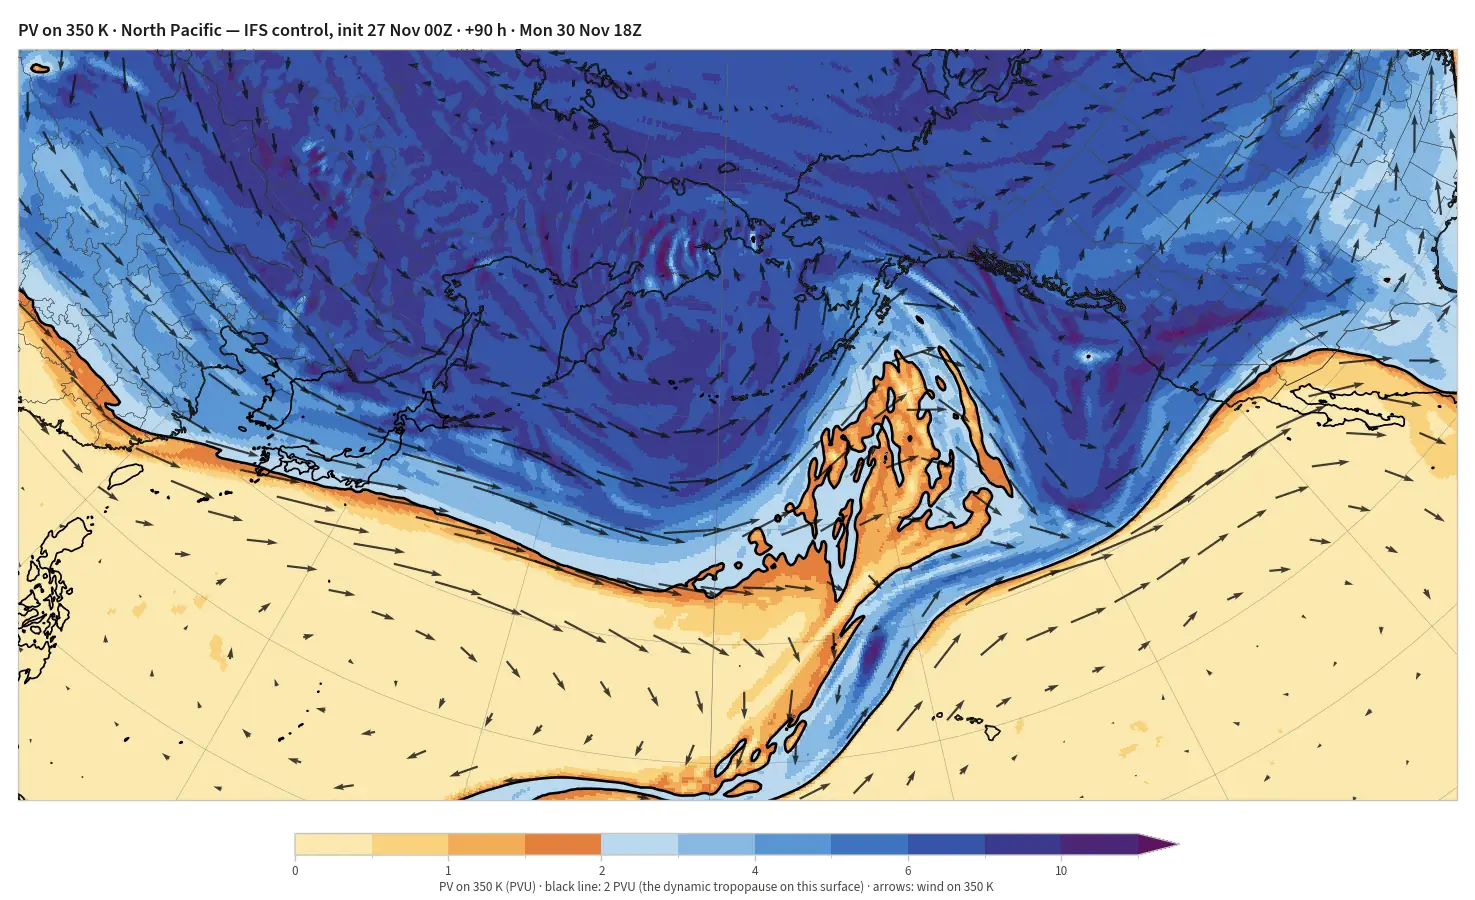 PV on 350 K · North Pacific — IFS control, init 27 Nov 00Z · +90 h · Mon 30 Nov 18Z
0 1 2 4 6 10
PV on 350 K (PVU) · black line: 2 PVU (the dynamic tropopause on this surface) · arrows: wind on 350 K